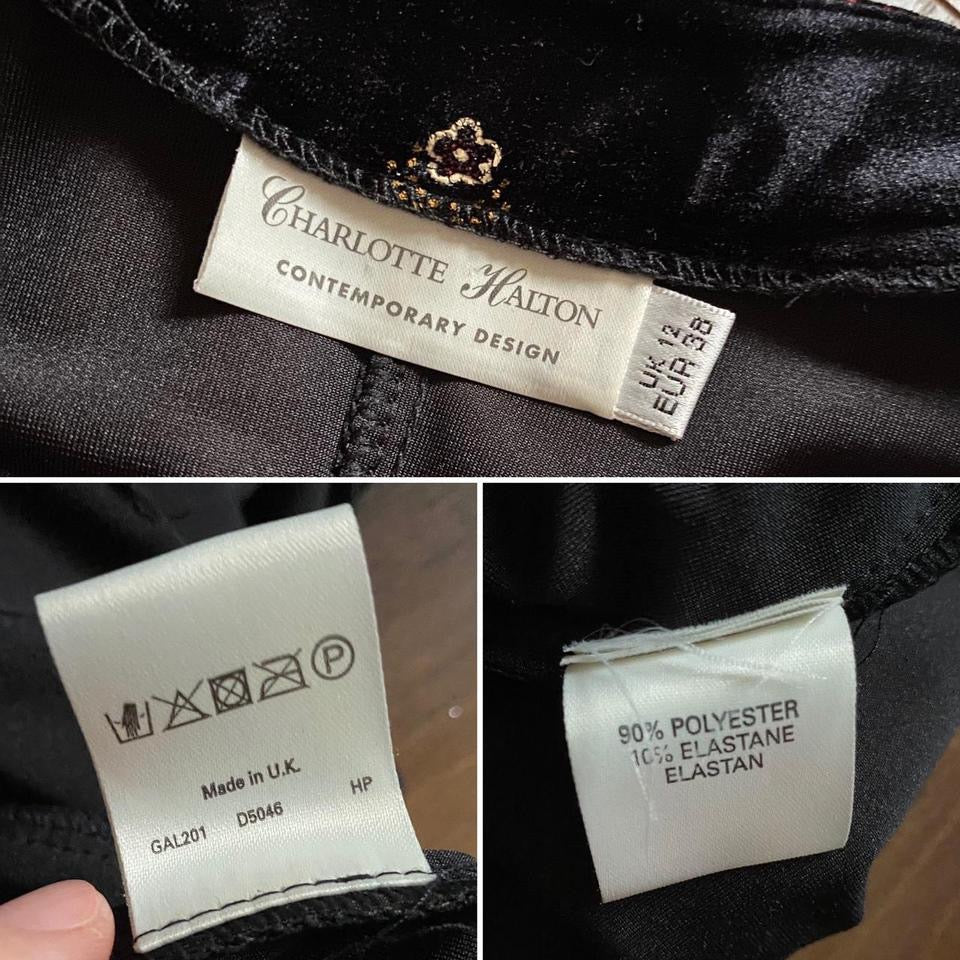 CHARLOTTE HALTON
CONTEMPORARY DESIGN
UK 12
EUR 38
P
Made in U.K.
GAL201 D5046 HP
90% POLYESTER
10% ELASTANE
ELASTAN